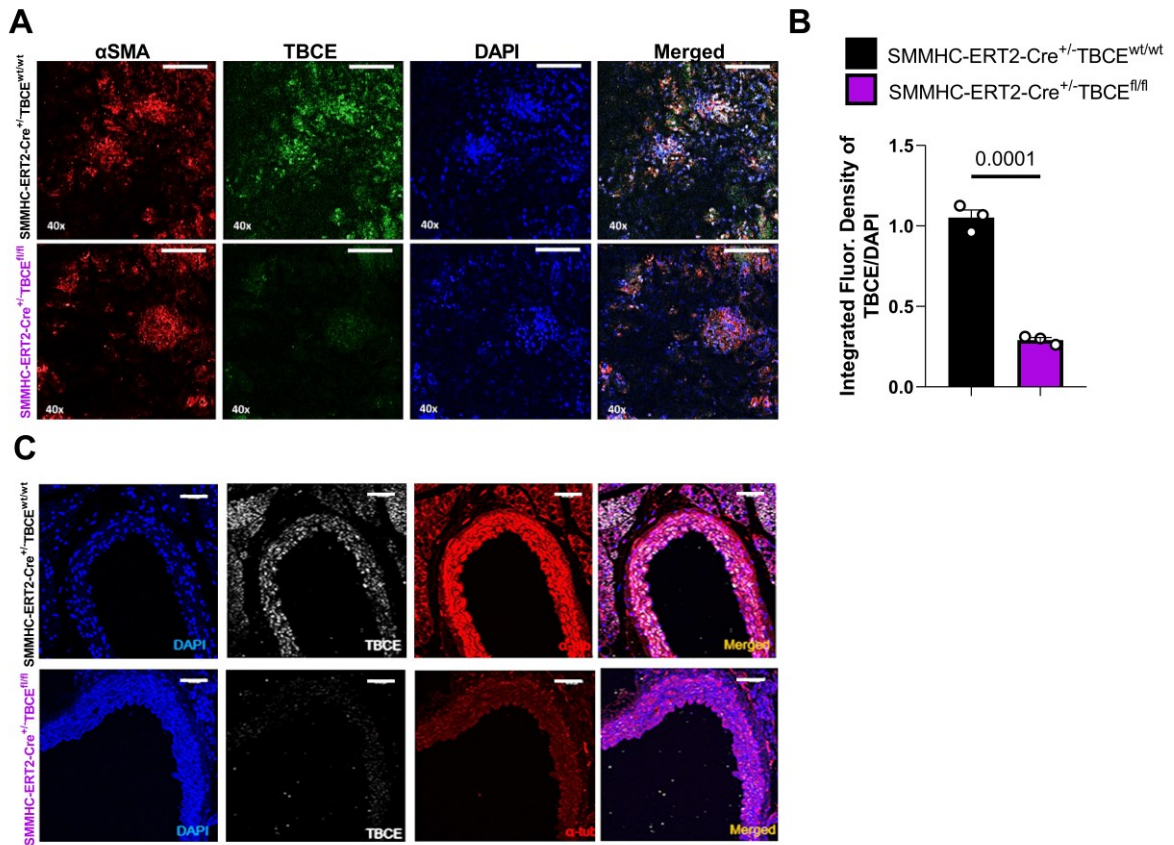 A
αSMA TBCE DAPI Merged
SMMHC-ERT2-Cre+/-TBCEwt/wt
40x 40x 40x 40x
SMMHC-ERT2-Cre+/-TBCEfl/fl
40x 40x 40x 40x
B
SMMHC-ERT2-Cre+/-TBCEwt/wt
SMMHC-ERT2-Cre+/-TBCEfl/fl
Integrated Fluor. Density of
TBCE/DAPI
1.5
1.0
0.5
0.0
0.0001
C
SMMHC-ERT2-Cre+/-TBCEwt/wt
DAPI TBCE α-tub Merged
SMMHC-ERT2-Cre+/-TBCEfl/fl
DAPI TBCE α-tub Merged